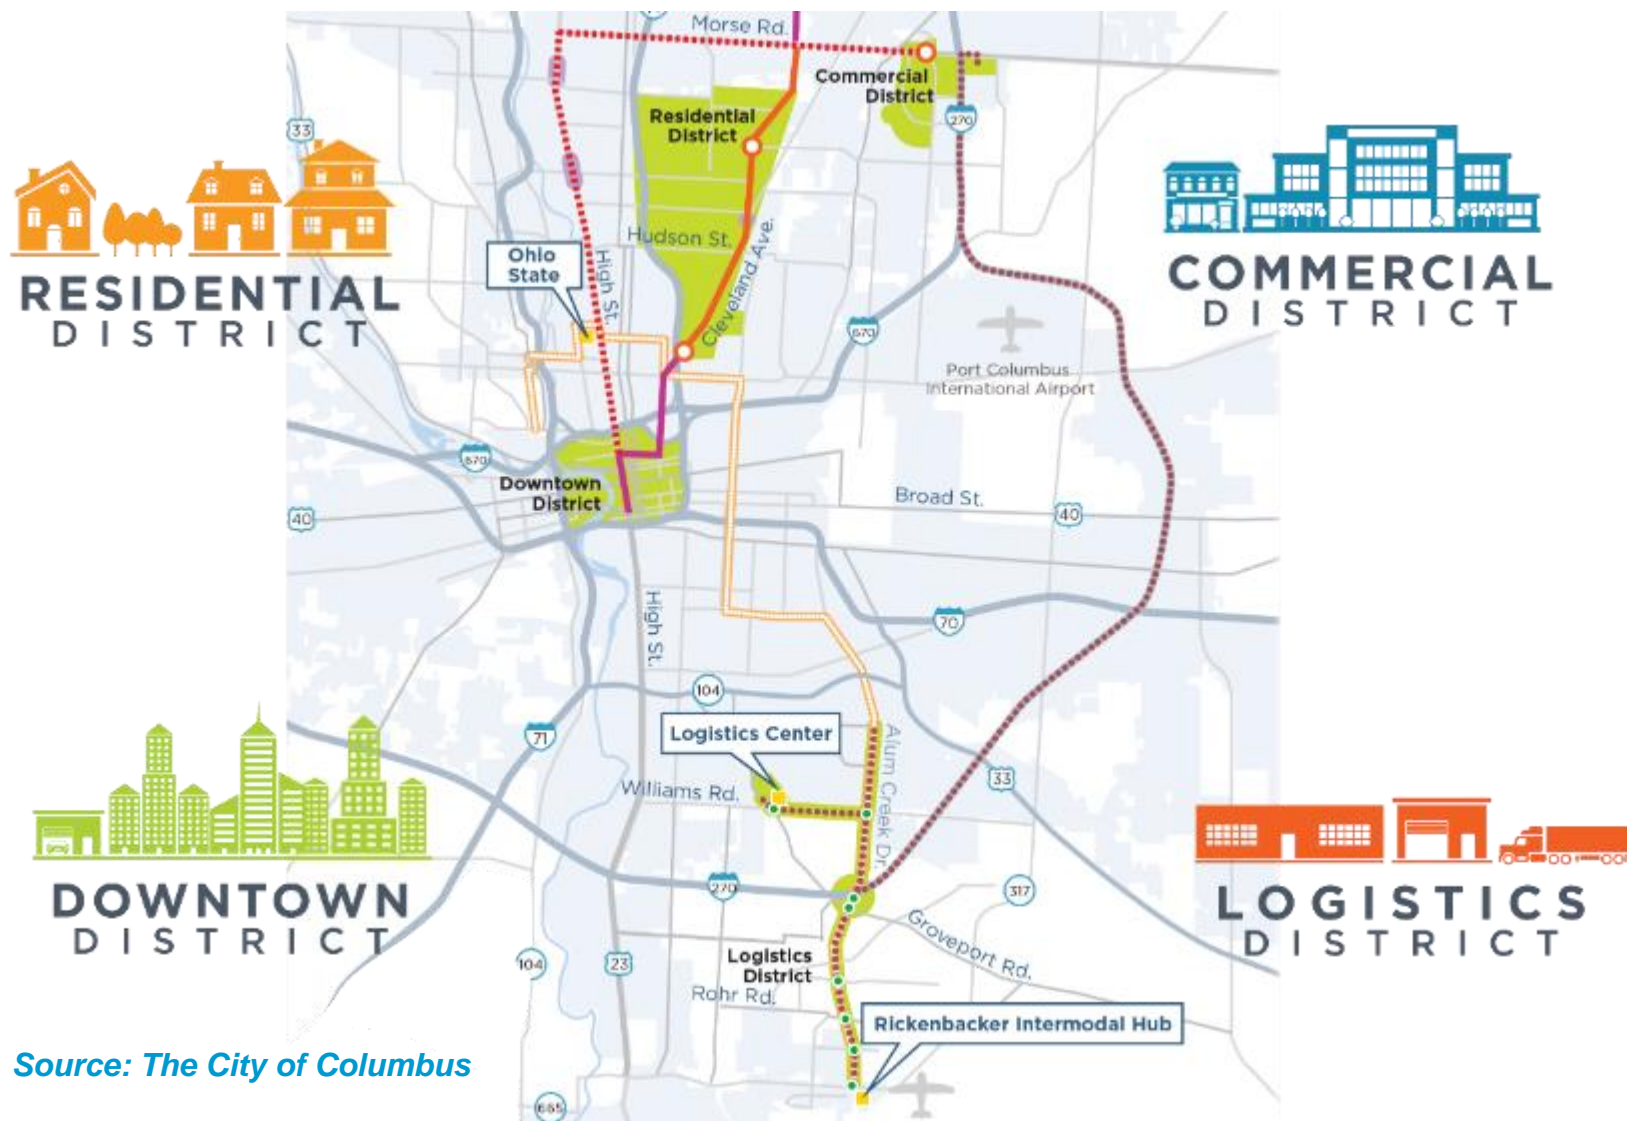 Morse Rd.
Commercial
District
Residential
District
33
270
RESIDENTIAL
DISTRICT
Hudson St.
Cleveland Ave.
High St.
Ohio
State
COMMERCIAL
DISTRICT
670
Port Columbus
International Airport
670
Downtown
District
Broad St.
40
40
High St.
70
104
71
Logistics Center
Alum Creek Dr.
33
Williams Rd.
270
317
DOWNTOWN
DISTRICT
LOGISTICS
DISTRICT
Groveport Rd.
104
23
Logistics
District
Rohr Rd.
Rickenbacker Intermodal Hub
Source: The City of Columbus
665